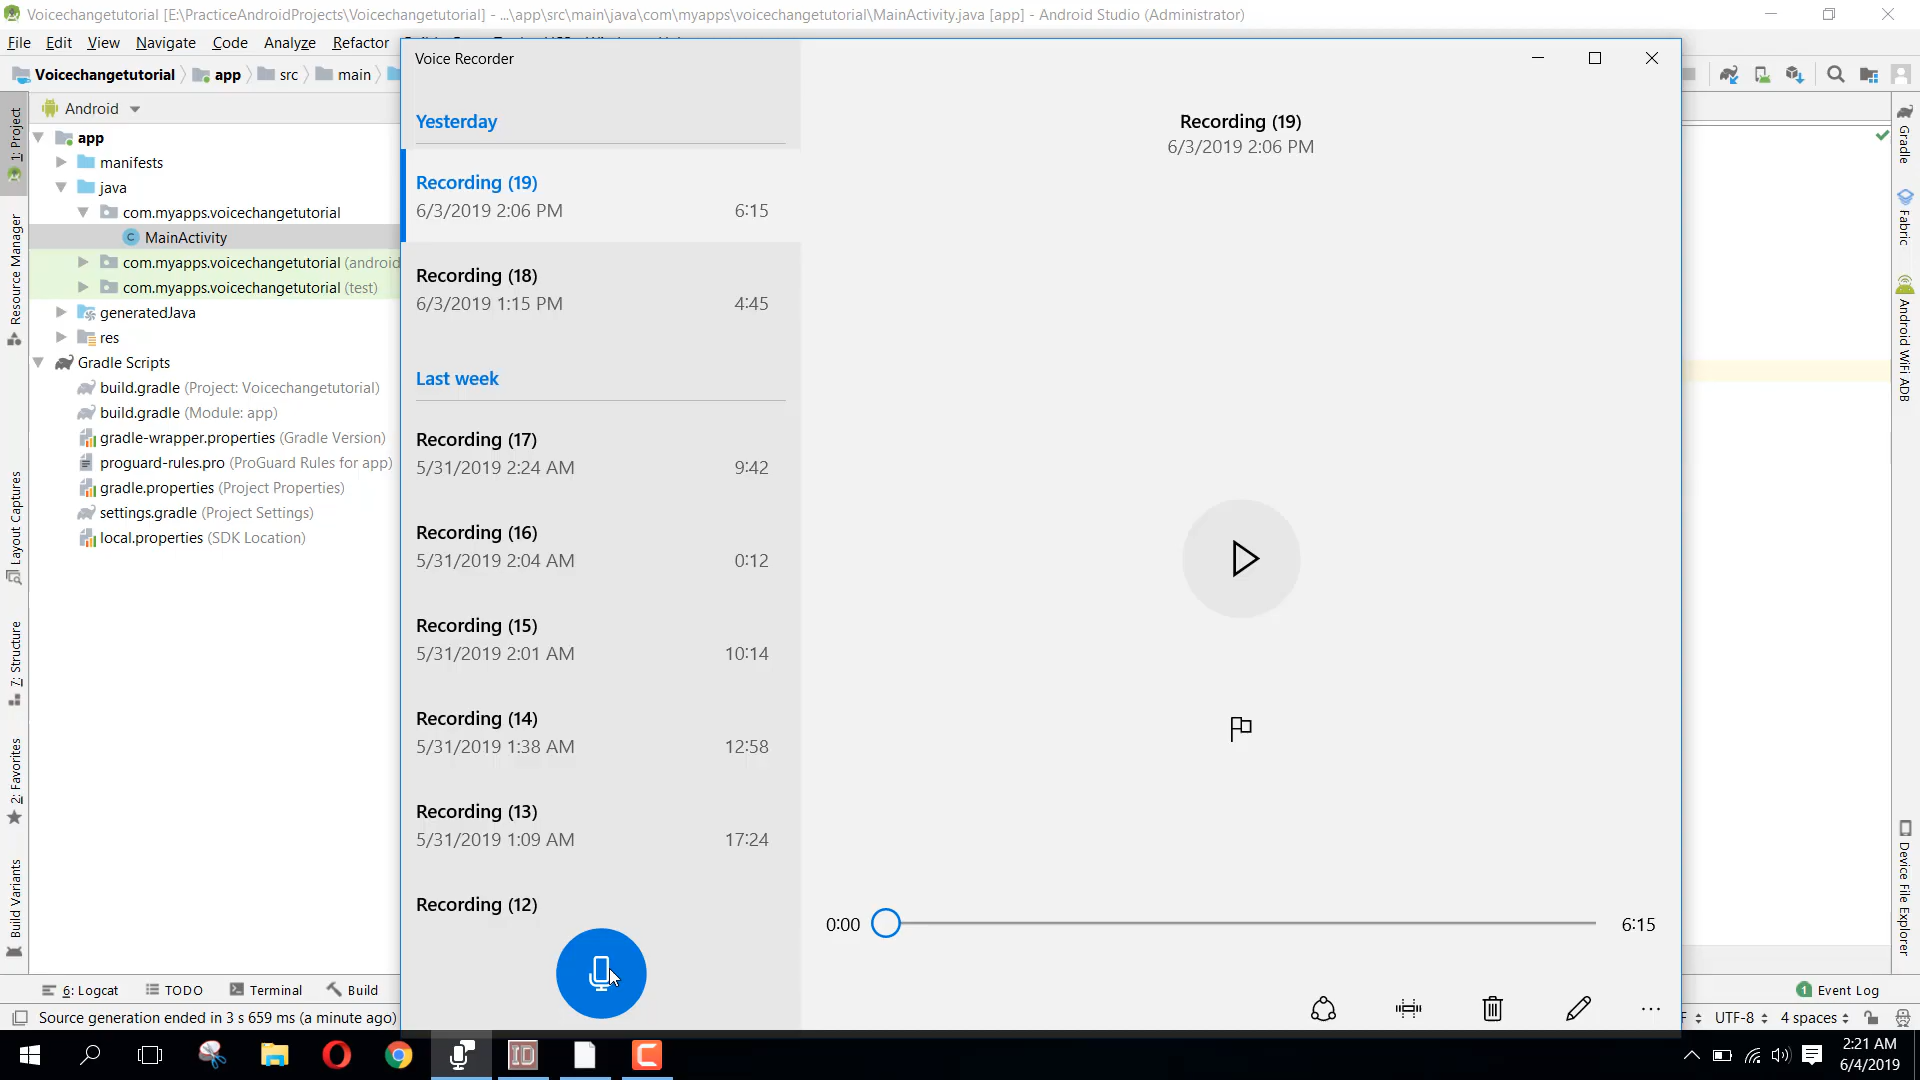 Voicechangetutorial [E:\PracticeAndroidProjects\Voicechangetutorial] - ...\app\src\main\java\com\myapps\voicechangetutorial\MainActivity.java [app] - Android Studio (Administrator)
File Edit View Navigate Code Analyze Refactor
Voicechangetutorial app src main
Android
app
manifests
java
com.myapps.voicechangetutorial
MainActivity
com.myapps.voicechangetutorial (android
com.myapps.voicechangetutorial (test)
generatedJava
res
Gradle Scripts
build.gradle (Project: Voicechangetutorial)
build.gradle (Module: app)
gradle-wrapper.properties (Gradle Version)
proguard-rules.pro (ProGuard Rules for app)
gradle.properties (Project Properties)
settings.gradle (Project Settings)
local.properties (SDK Location)
1: Project
Resource Manager
Layout Captures
7: Structure
2: Favorites
Build Variants
Voice Recorder
Yesterday
Recording (19)
6/3/2019 2:06 PM 6:15
Recording (18)
6/3/2019 1:15 PM 4:45
Last week
Recording (17)
5/31/2019 2:24 AM 9:42
Recording (16)
5/31/2019 2:04 AM 0:12
Recording (15)
5/31/2019 2:01 AM 10:14
Recording (14)
5/31/2019 1:38 AM 12:58
Recording (13)
5/31/2019 1:09 AM 17:24
Recording (12)
Recording (19)
6/3/2019 2:06 PM
0:00 6:15
Gradle
Fabric
Android WiFi ADB
Device File Explorer
6: Logcat TODO Terminal Build
1 Event Log
Source generation ended in 3 s 659 ms (a minute ago)
F UTF-8 4 spaces
2:21 AM
6/4/2019